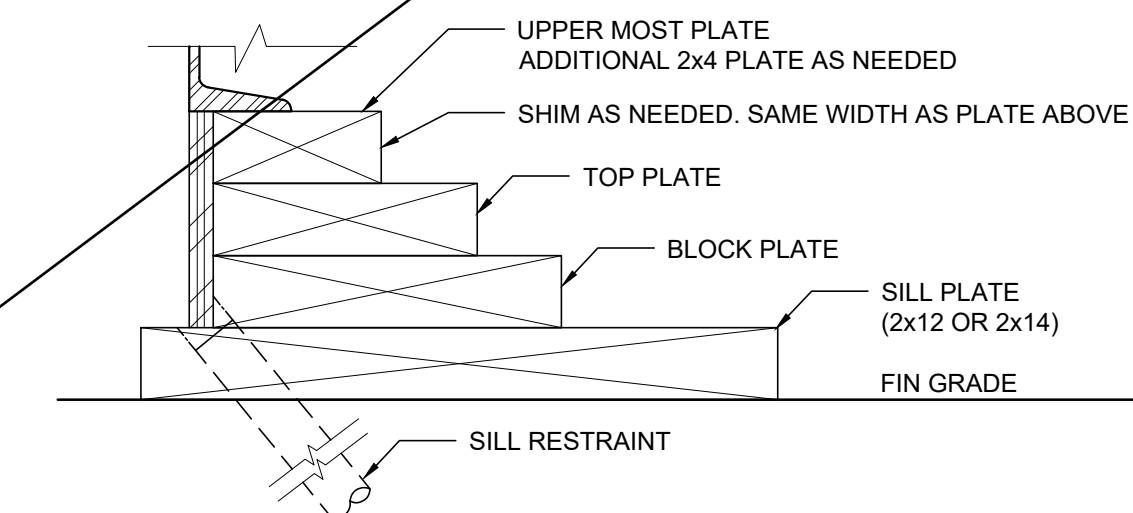 UPPER MOST PLATE
ADDITIONAL 2x4 PLATE AS NEEDED
SHIM AS NEEDED. SAME WIDTH AS PLATE ABOVE
TOP PLATE
BLOCK PLATE
SILL PLATE
(2x12 OR 2x14)
FIN GRADE
SILL RESTRAINT